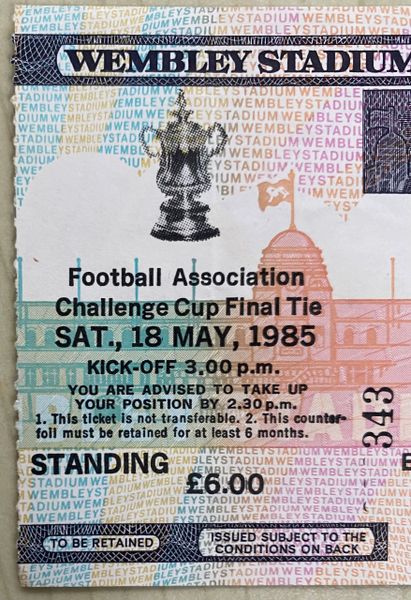 WEMBLEY STADIUM
Football Association
Challenge Cup Final Tie
SAT., 18 MAY, 1985
KICK-OFF 3.00 p.m.
YOU ARE ADVISED TO TAKE UP
YOUR POSITION BY 2.30 p.m.
1. This ticket is not transferable. 2. This counter-
foil must be retained for at least 6 months.
343
STANDING
£6.00
E
TO BE RETAINED
ISSUED SUBJECT TO THE
CONDITIONS ON BACK